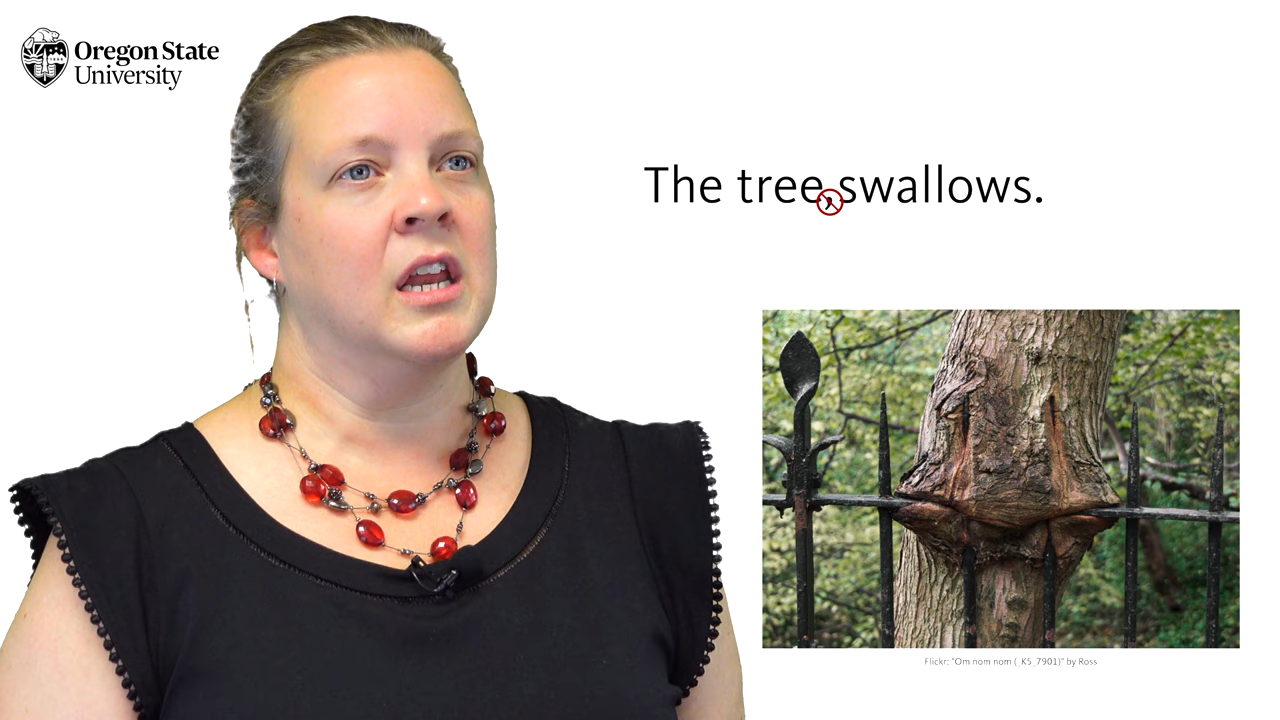 Oregon State
University
The tree, swallows.
Flickr: "Om nom nom (_K5_7901)" by Ross